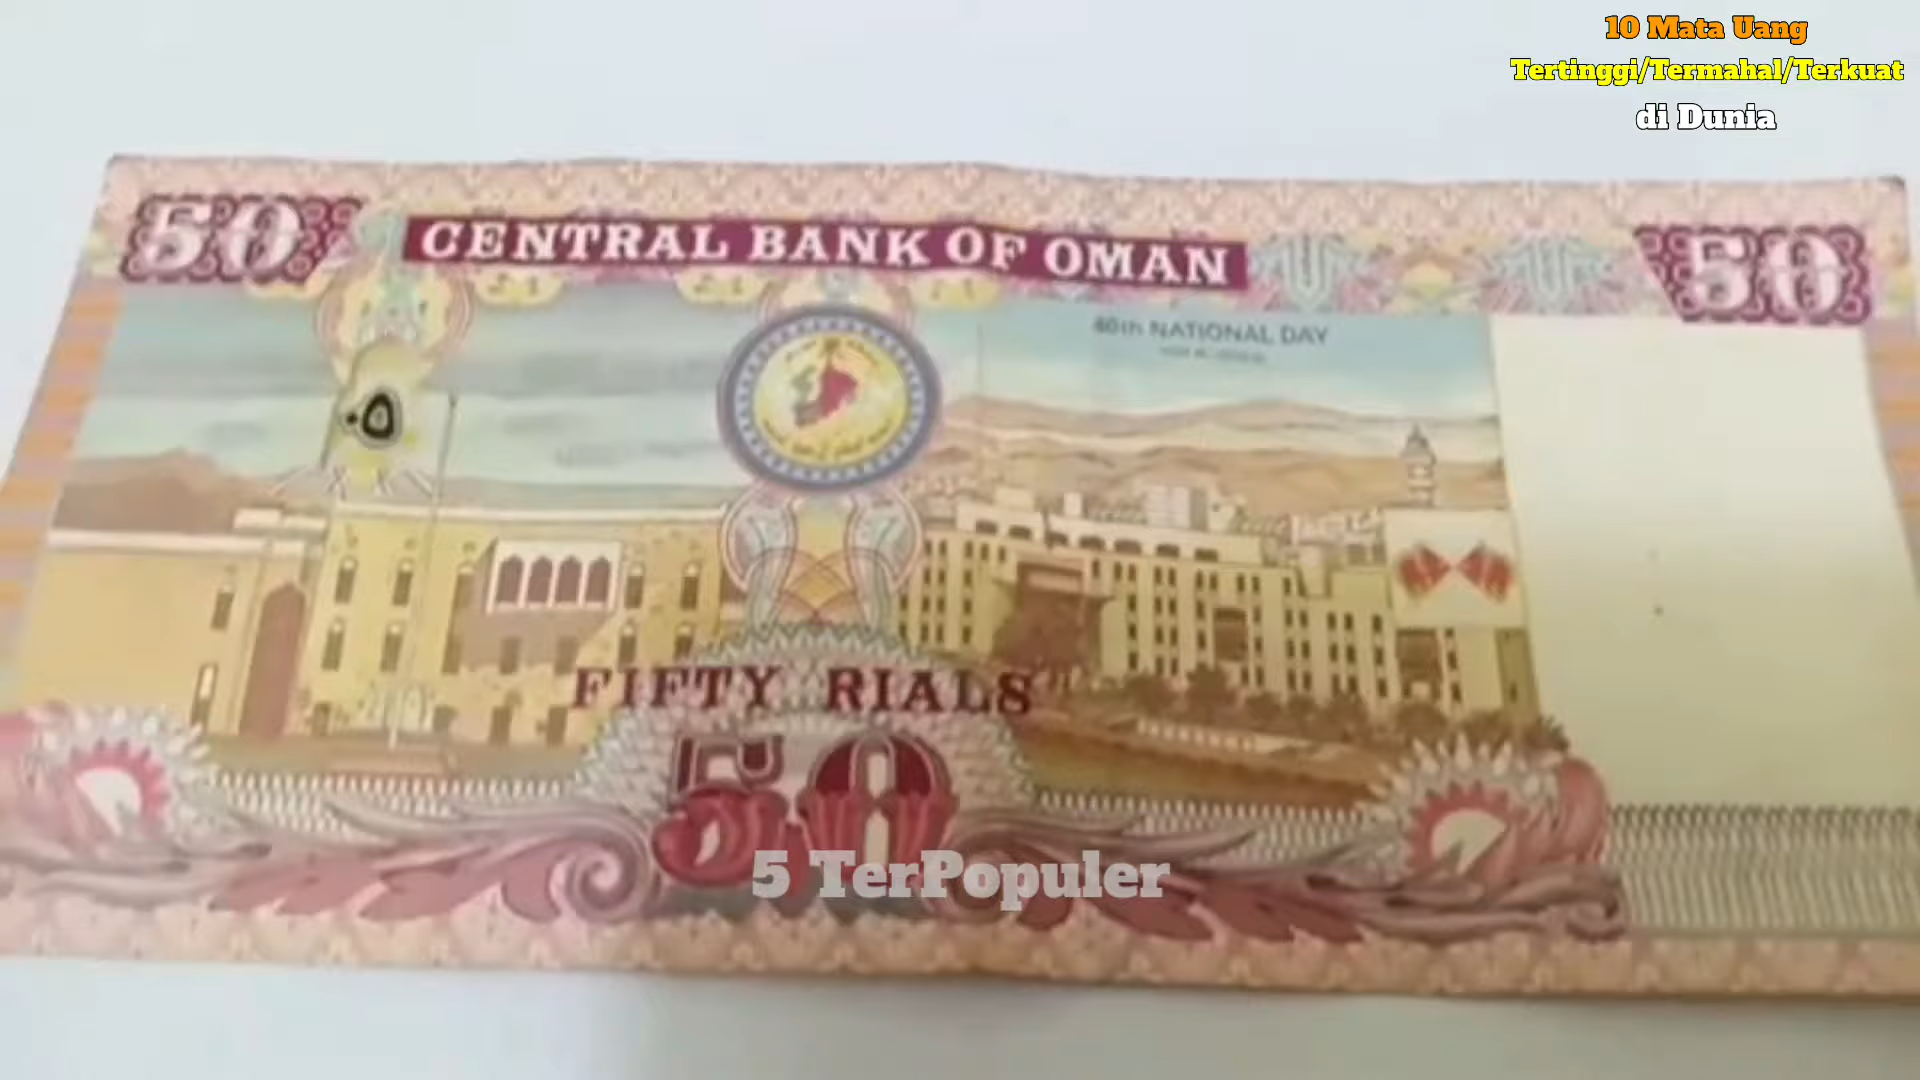 10 Mata Uang
Tertinggi/Termahal/Terkuat
di Dunia
50
CENTRAL BANK OF OMAN
50
40th NATIONAL DAY
FIFTY RIALS
50
5 TerPopuler